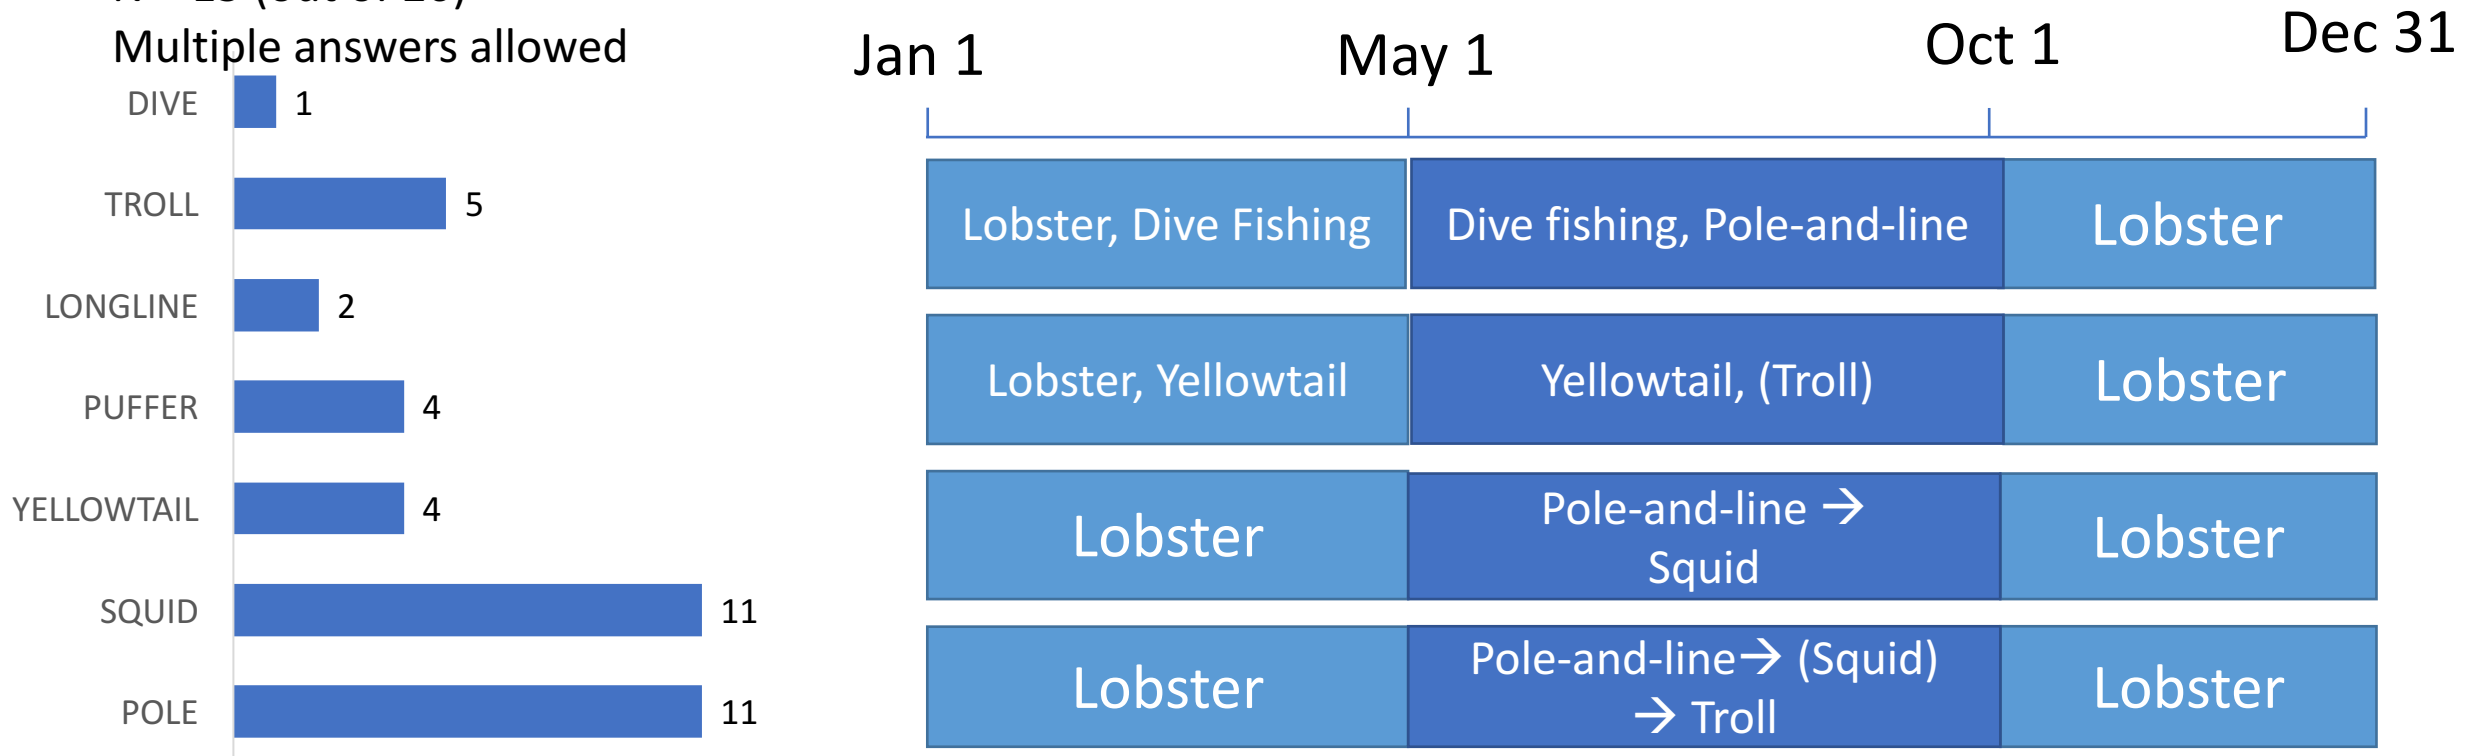 Multiple answers allowed
DIVE 1
TROLL 5
LONGLINE 2
PUFFER 4
YELLOWTAIL 4
SQUID 11
POLE 11
Jan 1 May 1 Oct 1 Dec 31
Lobster, Dive Fishing
Dive fishing, Pole-and-line
Lobster
Lobster, Yellowtail
Yellowtail, (Troll)
Lobster
Lobster
Pole-and-line →
Squid
Lobster
Lobster
Pole-and-line→ (Squid)
→ Troll
Lobster